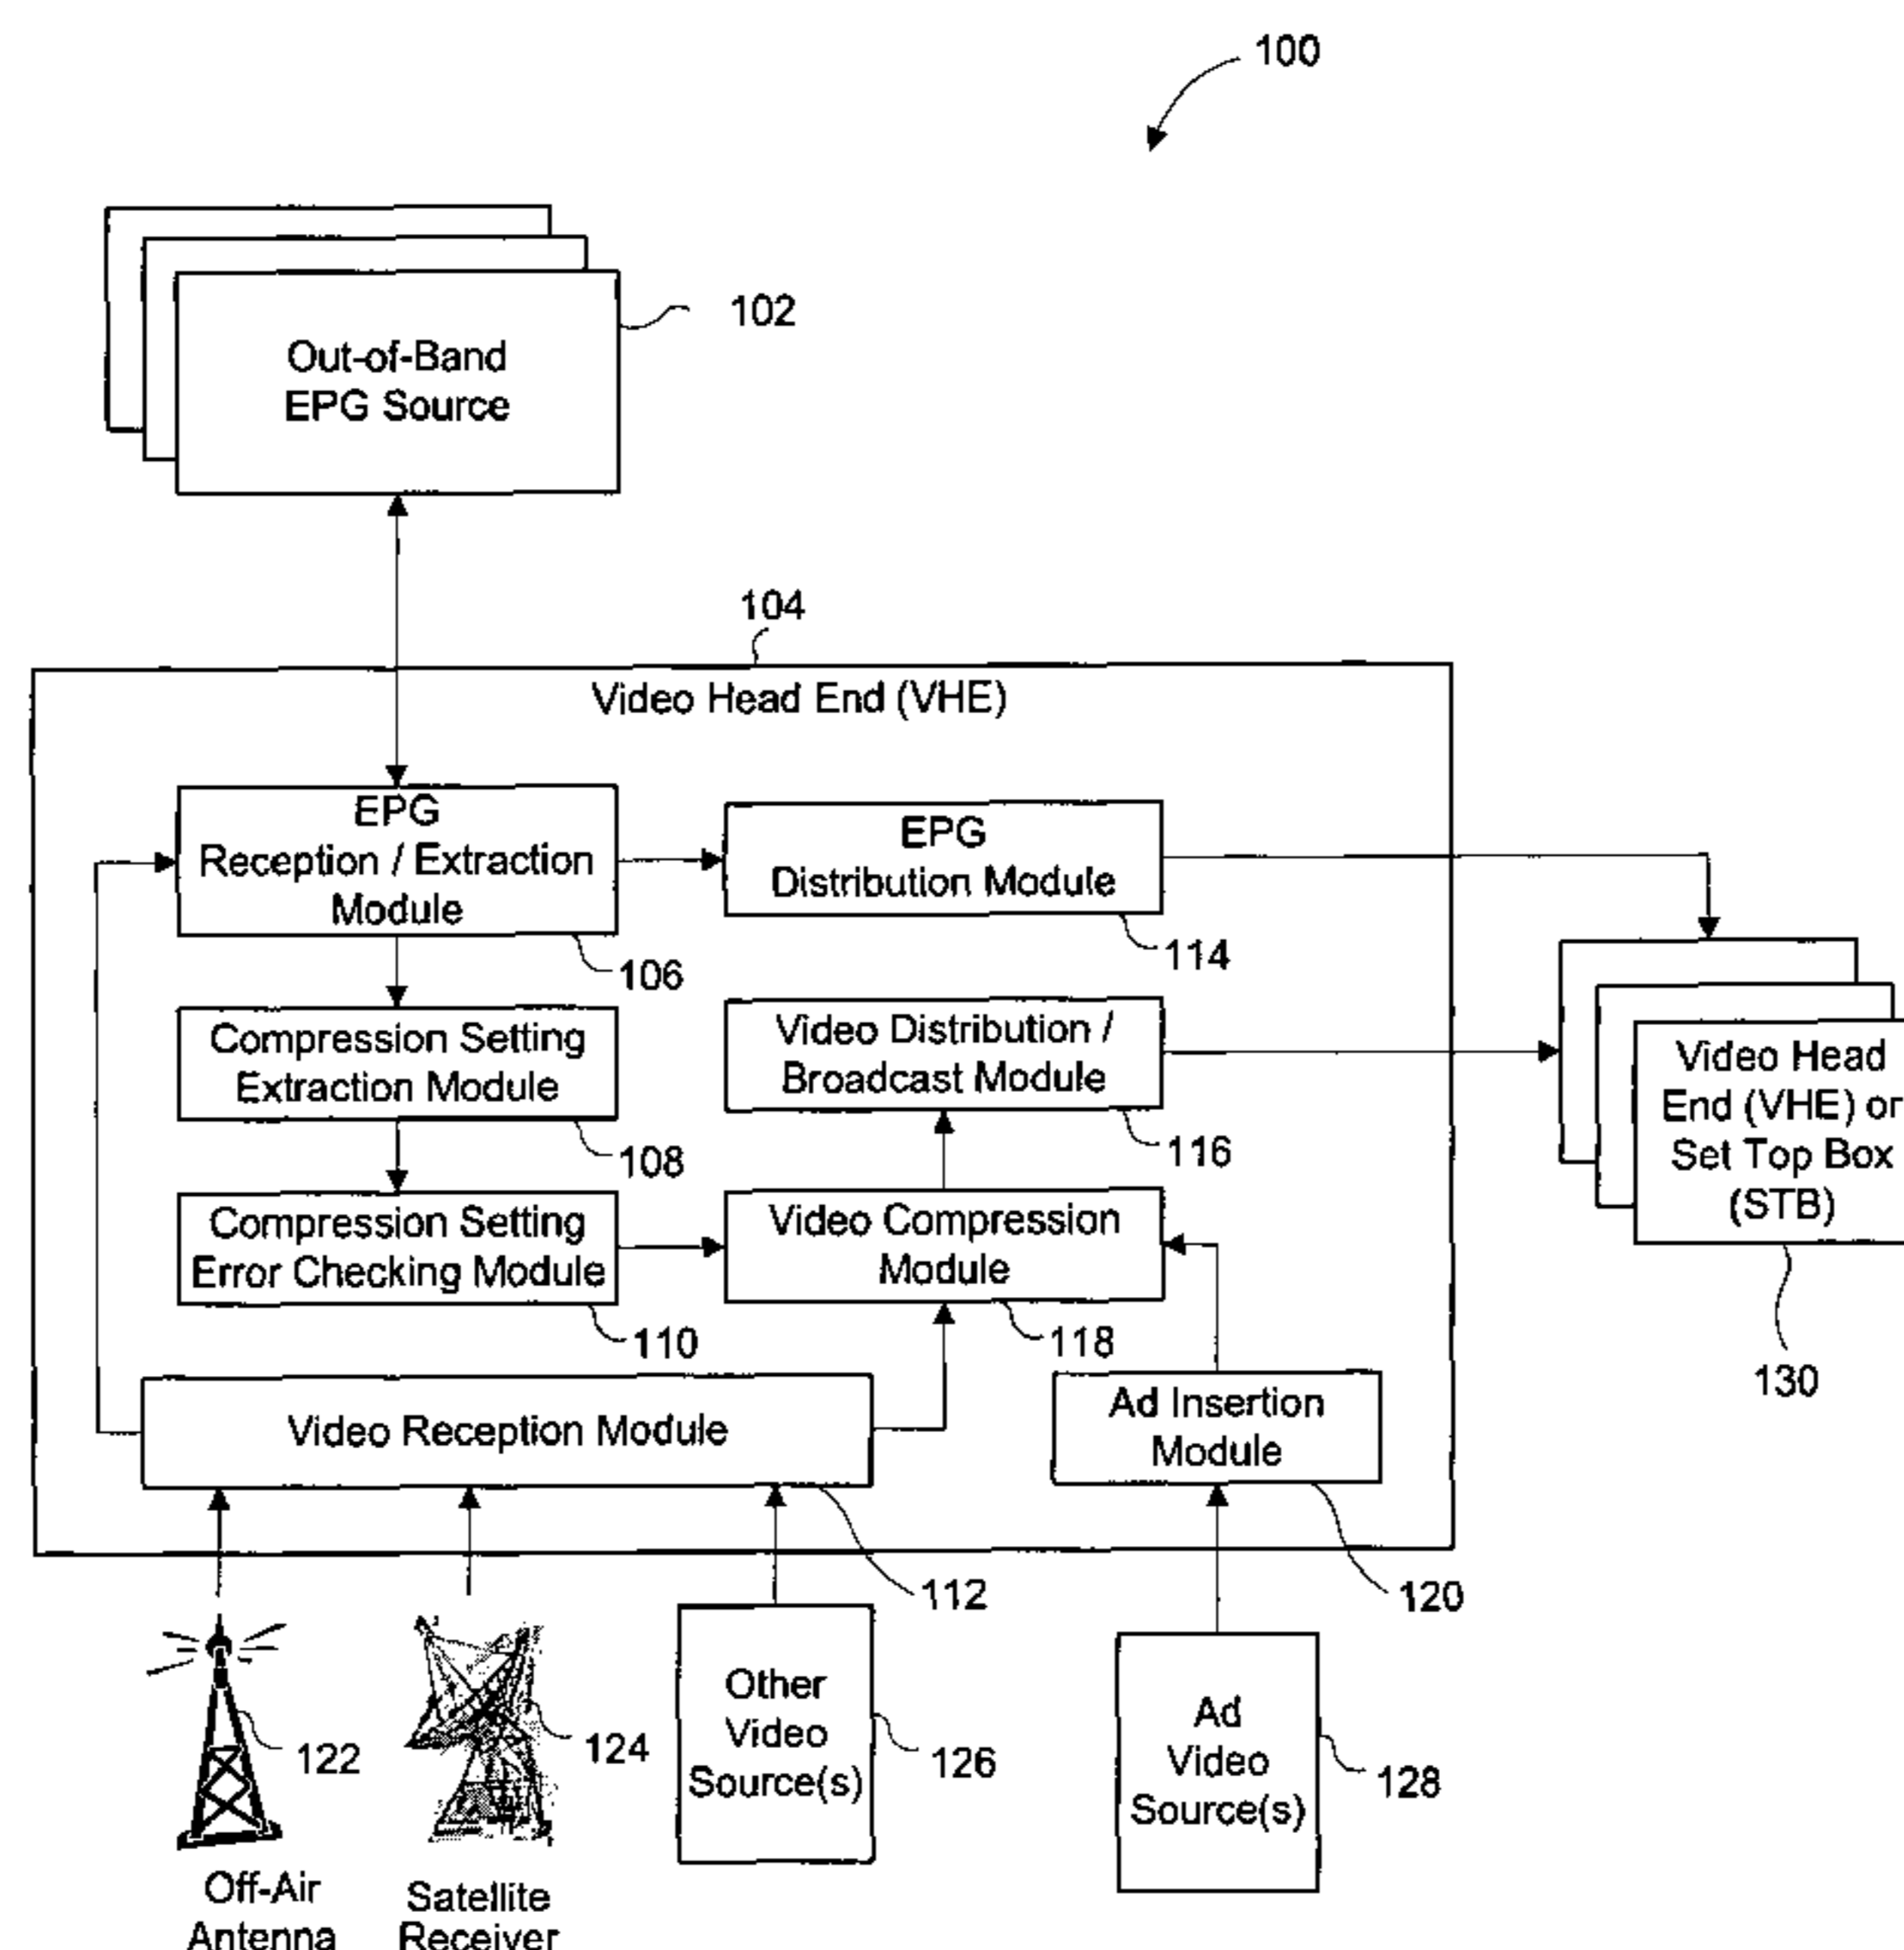 100
102
Out-of-Band
EPG Source
104
Video Head End (VHE)
EPG
Reception / Extraction
Module
106
EPG
Distribution Module
114
Compression Setting
Extraction Module
108
Video Distribution /
Broadcast Module
116
Video Head
End (VHE) or
Set Top Box
(STB)
130
Compression Setting
Error Checking Module
110
Video Compression
Module
118
Video Reception Module
112
Ad Insertion
Module
120
122
124
Other
Video
Source(s)
126
Ad
Video
Source(s)
128
Off-Air
Antenna
Satellite
Receiver